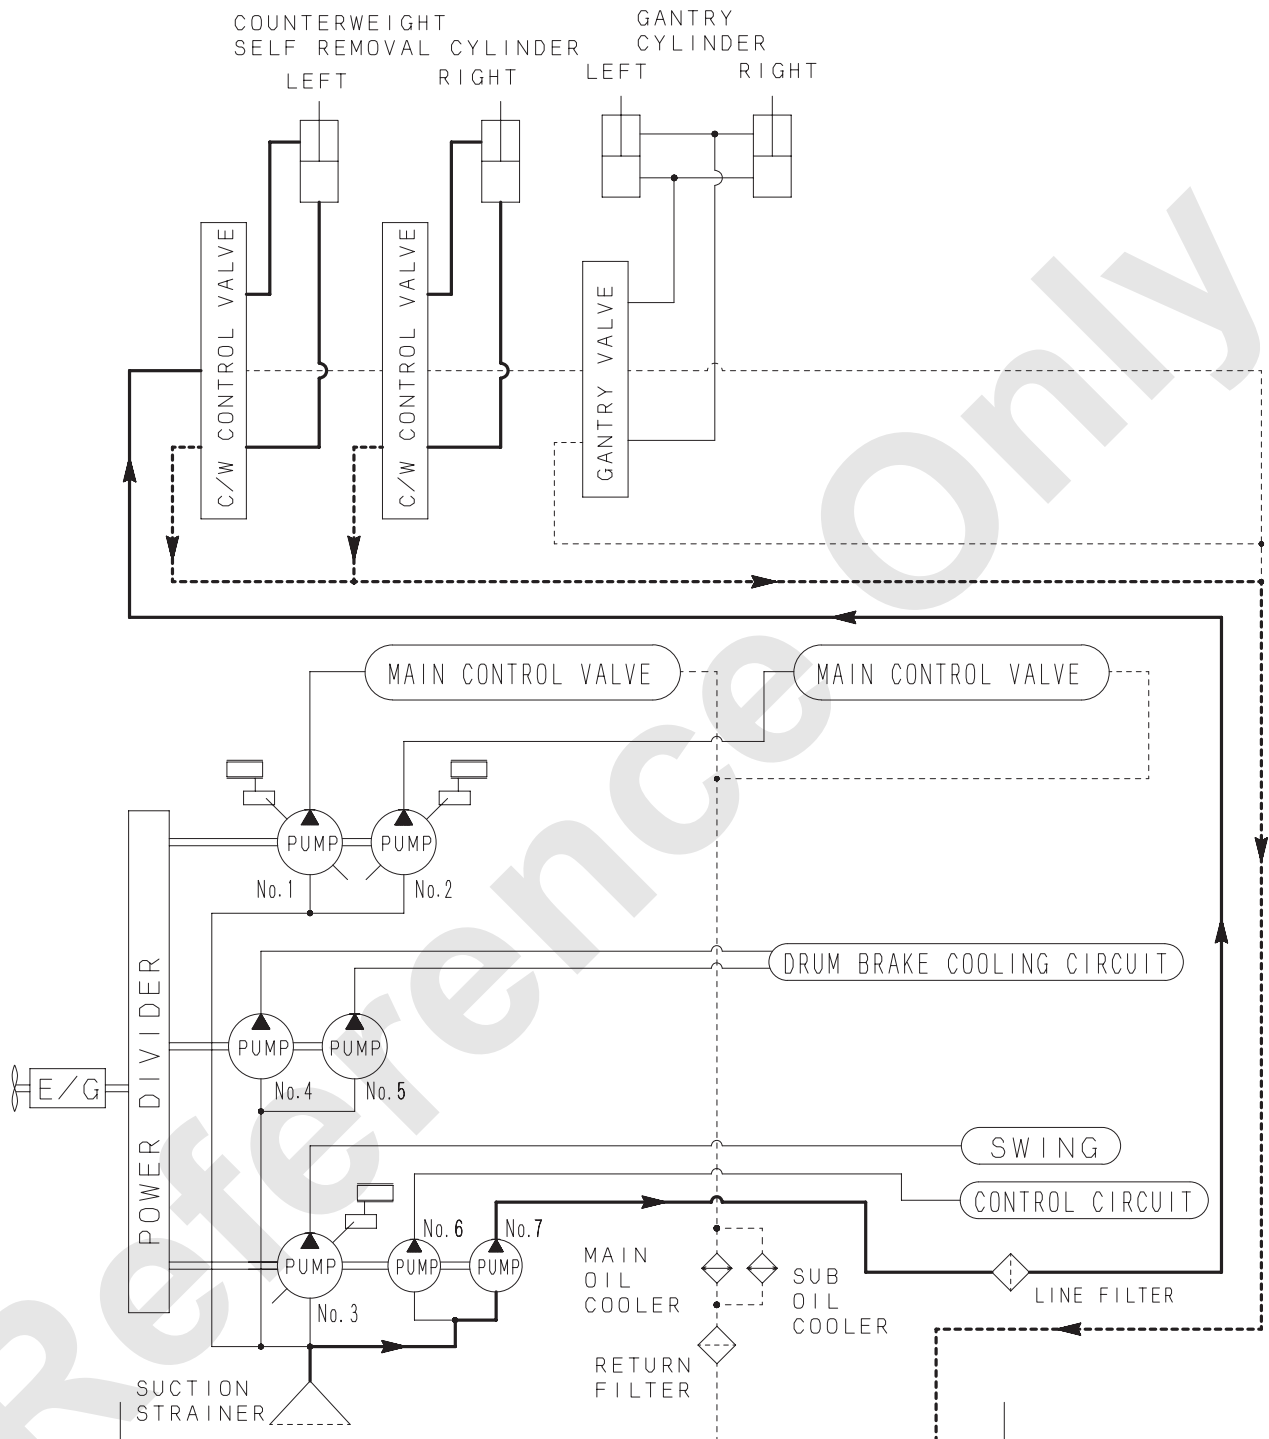 COUNTERWEIGHT
SELF REMOVAL CYLINDER
LEFT
RIGHT
GANTRY
CYLINDER
LEFT
RIGHT
C/W CONTROL VALVE
C/W CONTROL VALVE
GANTRY VALVE
MAIN CONTROL VALVE
MAIN CONTROL VALVE
PUMP
PUMP
No.1
No.2
DRUM BRAKE COOLING CIRCUIT
POWER DIVIDER
E/G
PUMP
PUMP
No.4
No.5
SWING
CONTROL CIRCUIT
No.6
No.7
PUMP
PUMP
PUMP
No.3
MAIN
OIL
COOLER
SUB
OIL
COOLER
LINE FILTER
RETURN
FILTER
SUCTION
STRAINER
Reference Only